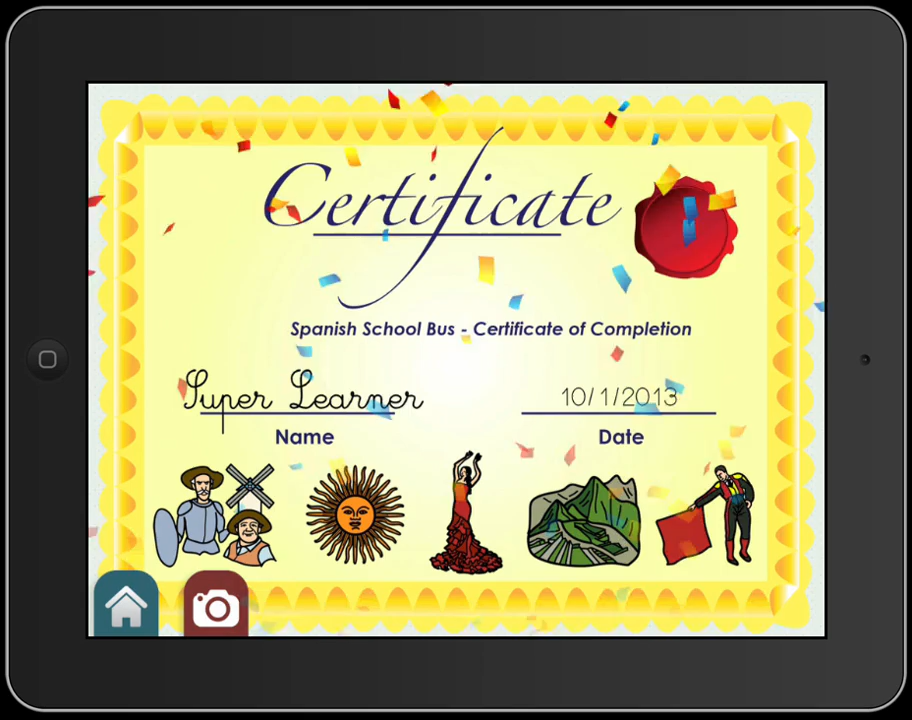 Certificate
Spanish School Bus - Certificate of Completion
Super Learner
10/1/2013
Name
Date